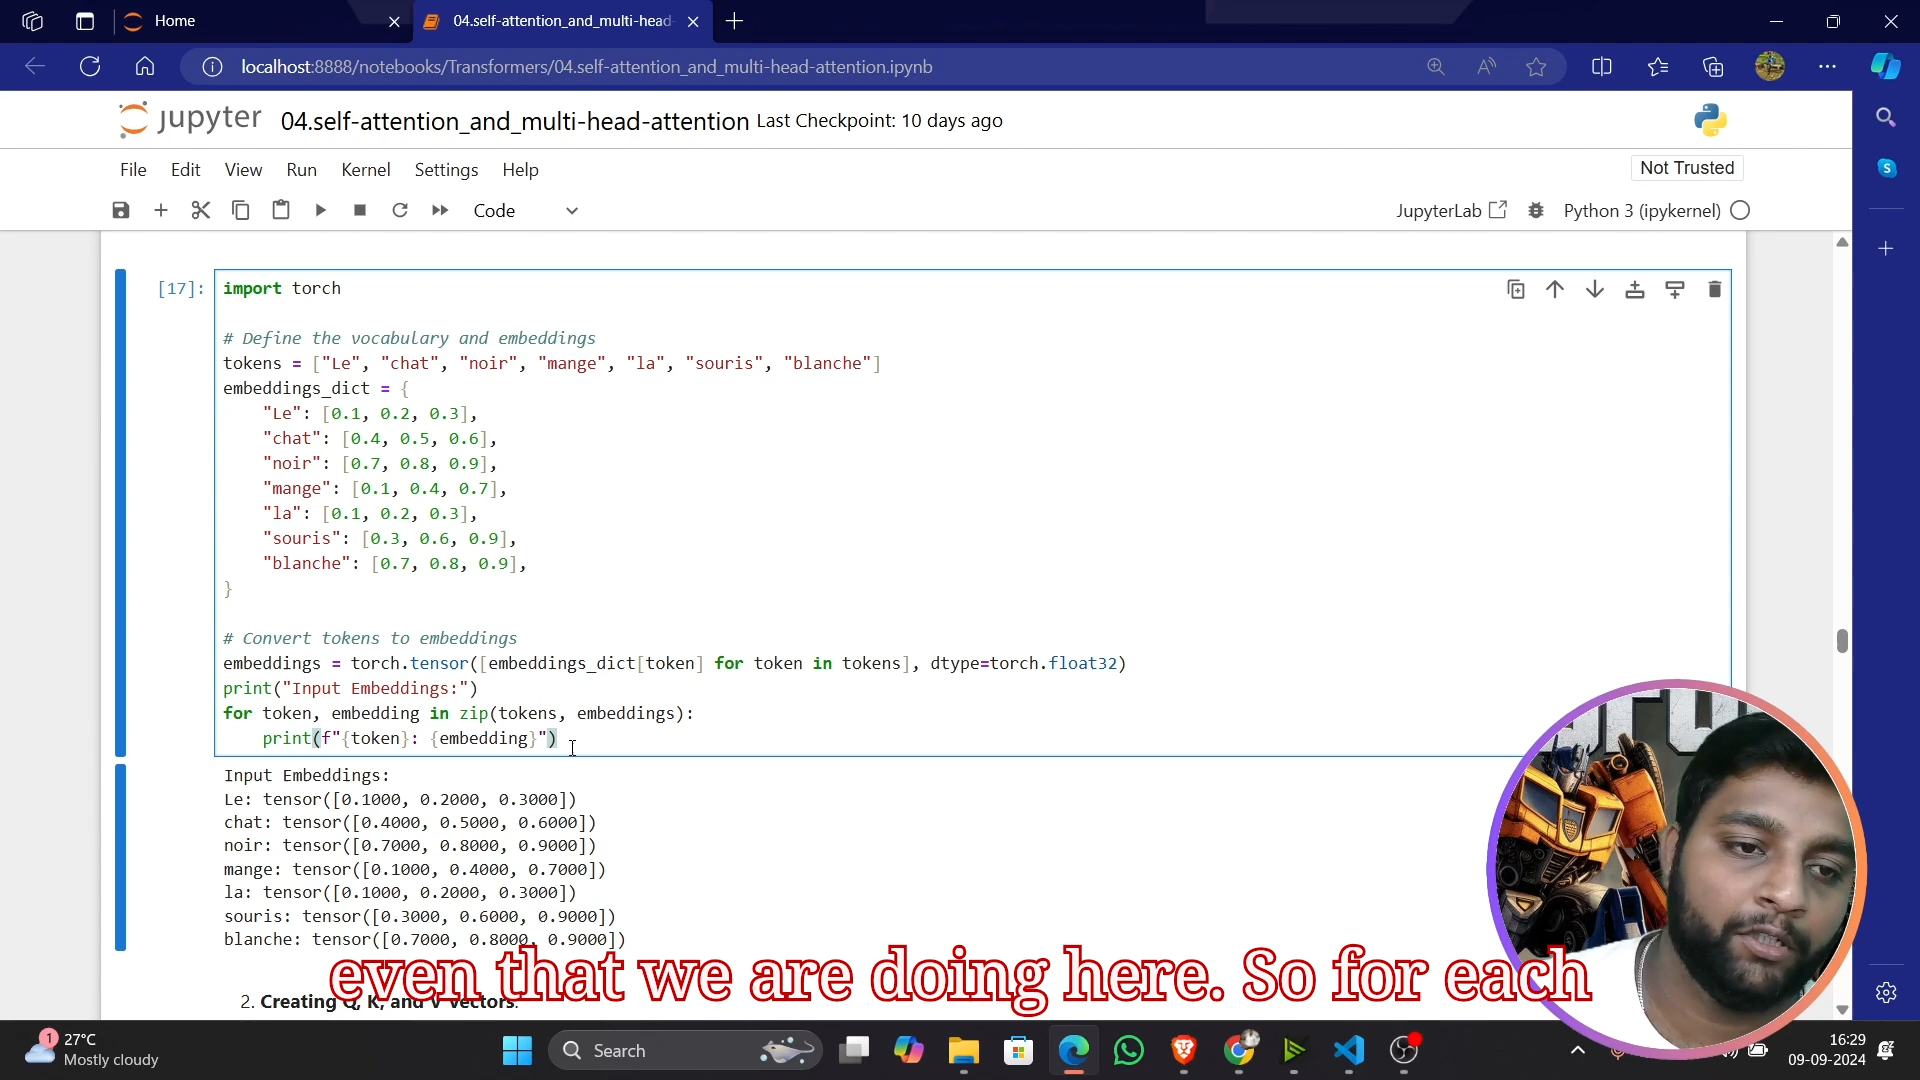 Home
04.self-attention_and_multi-head-
localhost:8888/notebooks/Transformers/04.self-attention_and_multi-head-attention.ipynb
jupyter 04.self-attention_and_multi-head-attention Last Checkpoint: 10 days ago
File Edit View Run Kernel Settings Help
Not Trusted
Code
JupyterLab
Python 3 (ipykernel)
[17]:
import torch
# Define the vocabulary and embeddings
tokens = ["Le", "chat", "noir", "mange", "la", "souris", "blanche"]
embeddings_dict = {
"Le": [0.1, 0.2, 0.3],
"chat": [0.4, 0.5, 0.6],
"noir": [0.7, 0.8, 0.9],
"mange": [0.1, 0.4, 0.7],
"la": [0.1, 0.2, 0.3],
"souris": [0.3, 0.6, 0.9],
"blanche": [0.7, 0.8, 0.9],
}
# Convert tokens to embeddings
embeddings = torch.tensor([embeddings_dict[token] for token in tokens], dtype=torch.float32)
print("Input Embeddings:")
for token, embedding in zip(tokens, embeddings):
print(f"{token}: {embedding}")
Input Embeddings:
Le: tensor([0.1000, 0.2000, 0.3000])
chat: tensor([0.4000, 0.5000, 0.6000])
noir: tensor([0.7000, 0.8000, 0.9000])
mange: tensor([0.1000, 0.4000, 0.7000])
la: tensor([0.1000, 0.2000, 0.3000])
souris: tensor([0.3000, 0.6000, 0.9000])
blanche: tensor([0.7000, 0.8000, 0.9000])
even that we are doing here. So for each
2. Creating Q, K, and V Vectors:
1
27°C
Mostly cloudy
Search
16:29
09-09-2024